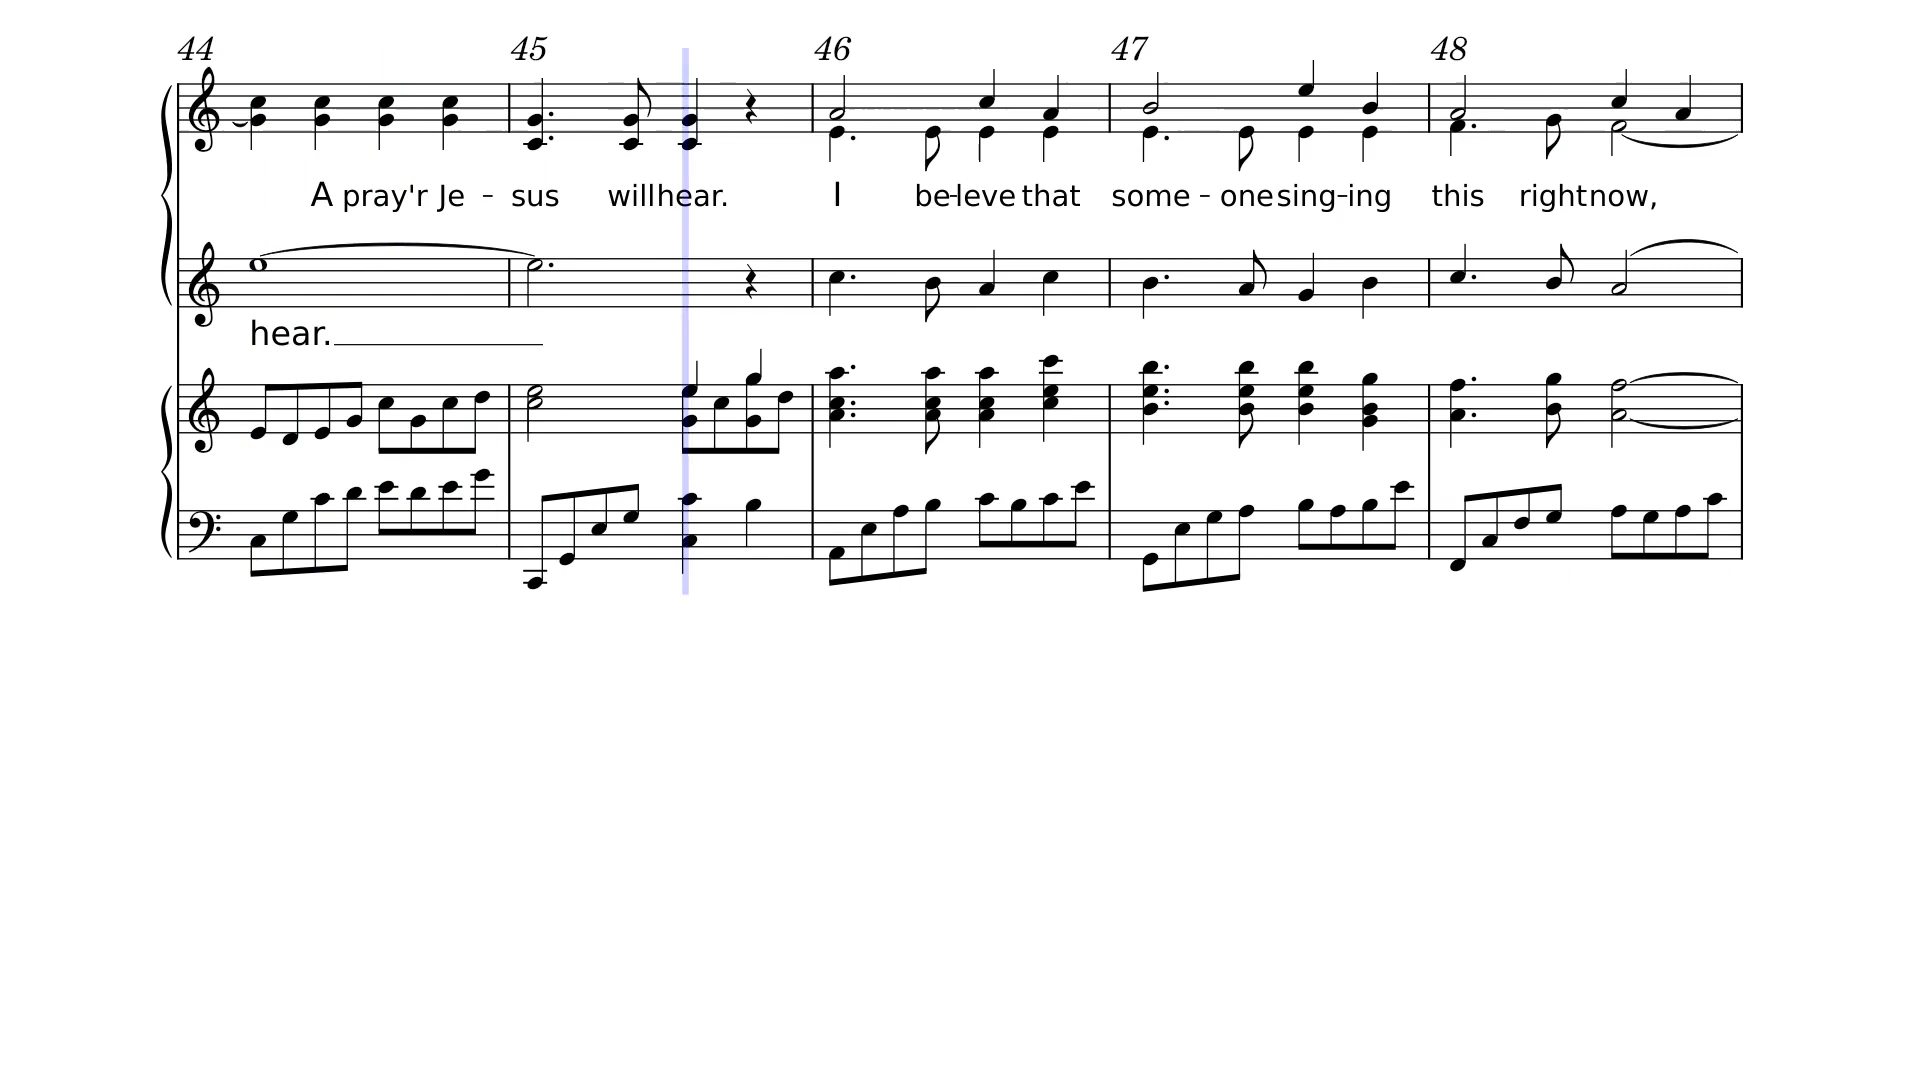 44 45 46 47 48
A pray'r Je - sus will hear. I be-leve that some - one sing-ing this right now,
hear.